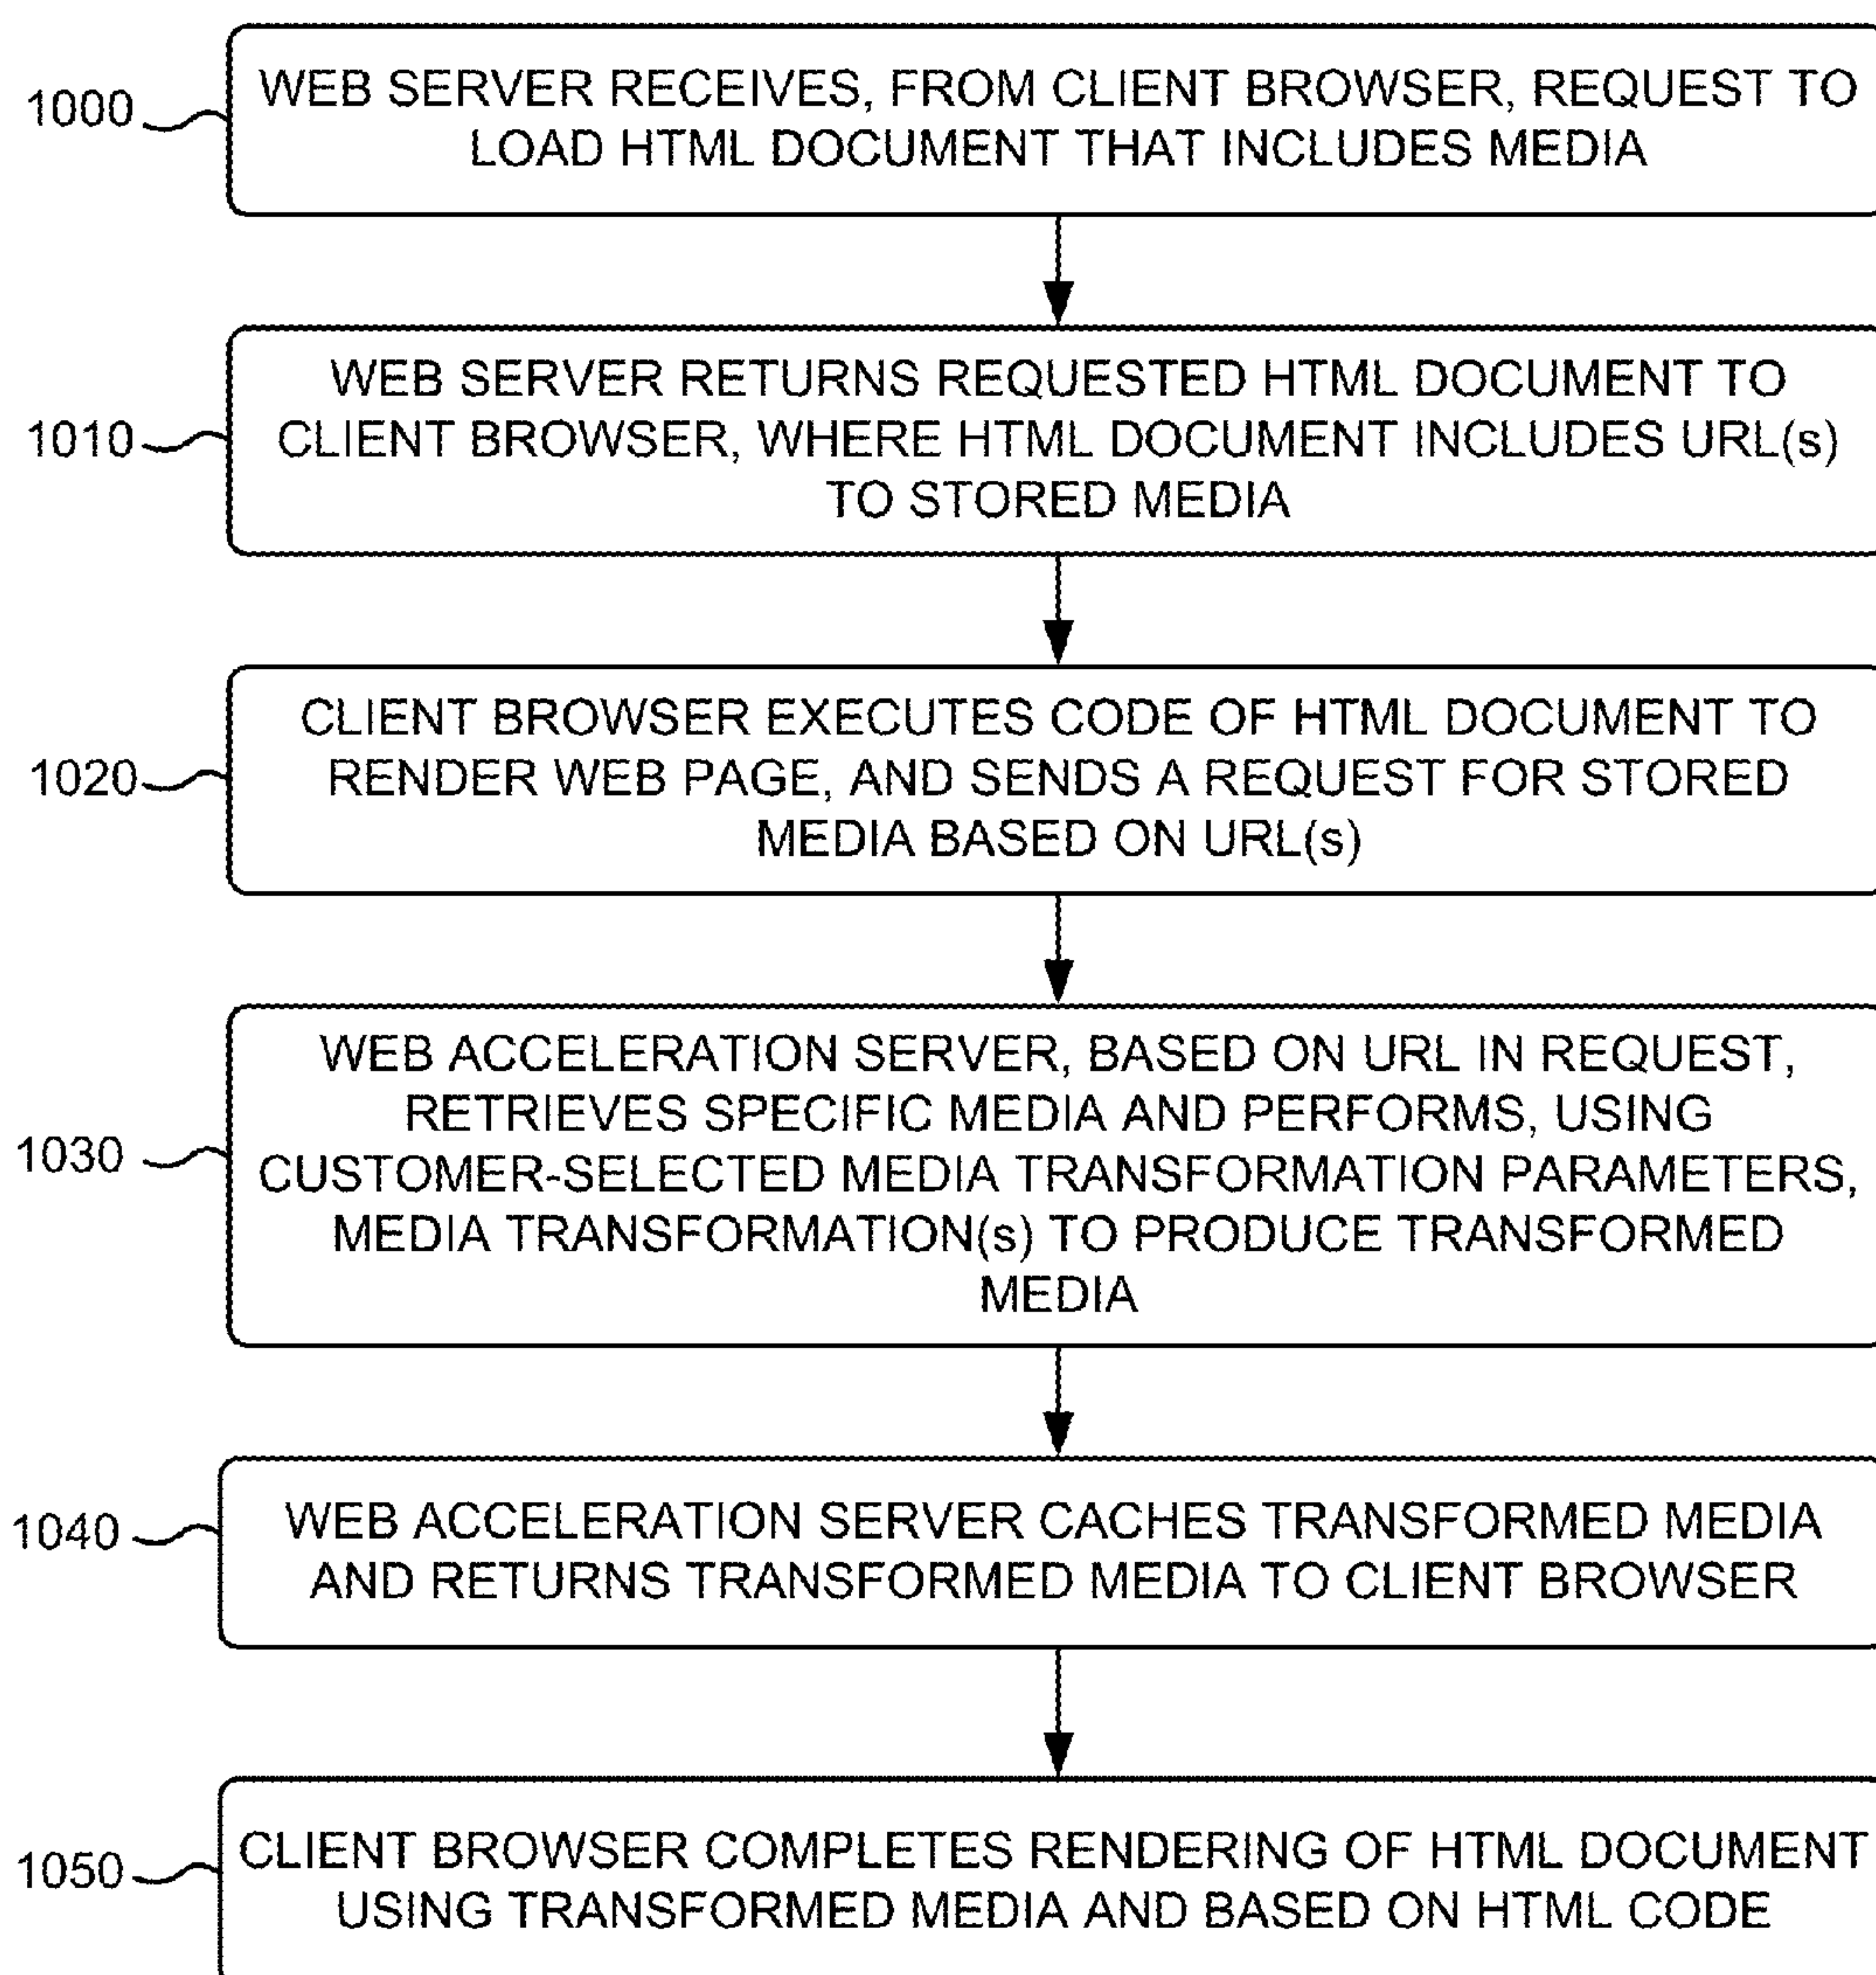 WEB SERVER RECEIVES, FROM CLIENT BROWSER, REQUEST TO
1000
LOAD HTML DOCUMENT THAT INCLUDES MEDIA
WEB SERVER RETURNS REQUESTED HTML DOCUMENT TO
1010
CLIENT BROWSER, WHERE HTML DOCUMENT INCLUDES URL(s)
TO STORED MEDIA
CLIENT BROWSER EXECUTES CODE OF HTML DOCUMENT TO
1020
RENDER WEB PAGE, AND SENDS A REQUEST FOR STORED
MEDIA BASED ON URL(s)
WEB ACCELERATION SERVER, BASED ON URL IN REQUEST,
RETRIEVES SPECIFIC MEDIA AND PERFORMS, USING
1030
CUSTOMER-SELECTED MEDIA TRANSFORMATION PARAMETERS,
MEDIA TRANSFORMATION(s) TO PRODUCE TRANSFORMED
MEDIA
WEB ACCELERATION SERVER CACHES TRANSFORMED MEDIA
1040
AND RETURNS TRANSFORMED MEDIA TO CLIENT BROWSER
CLIENT BROWSER COMPLETES RENDERING OF HTML DOCUMENT
1050
USING TRANSFORMED MEDIA AND BASED ON HTML CODE